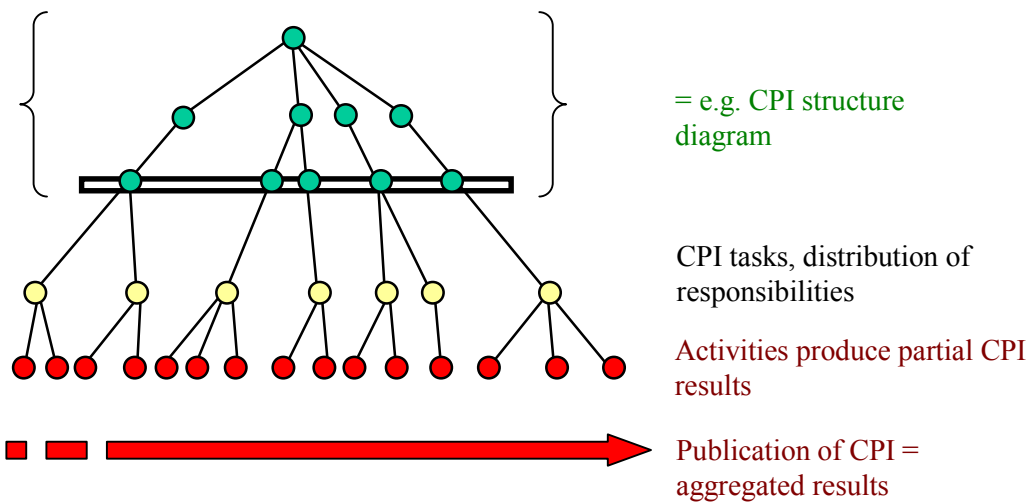 = e.g. CPI structure
diagram
CPI tasks, distribution of
responsibilities
Activities produce partial CPI
results
Publication of CPI =
aggregated results